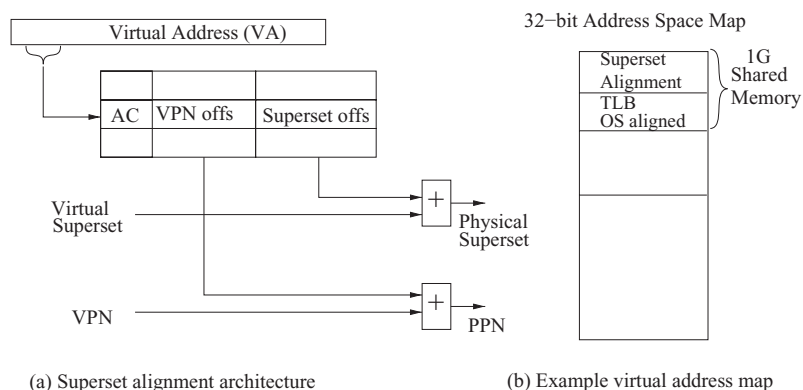 Virtual Address (VA)
AC
VPN offs
Superset offs
+
Virtual
Superset
Physical
Superset
+
VPN
PPN
(a) Superset alignment architecture
32−bit Address Space Map
Superset
Alignment
TLB
OS aligned
1G
Shared
Memory
(b) Example virtual address map